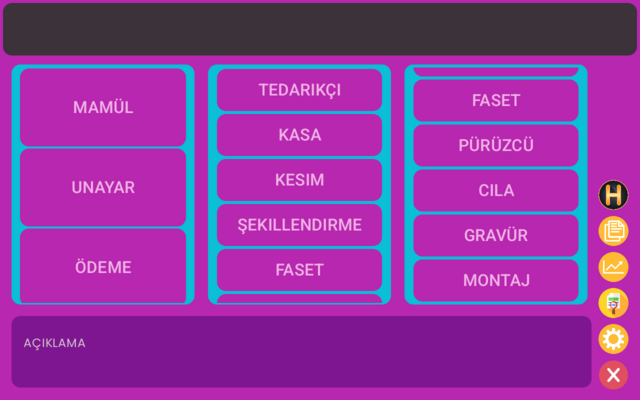 MAMÜL
UNAYAR
ÖDEME
TEDARIKÇI
KASA
KESIM
ŞEKILLENDIRME
FASET
FASET
PÜRÜZCÜ
CILA
GRAVÜR
MONTAJ
H
AÇIKLAMA